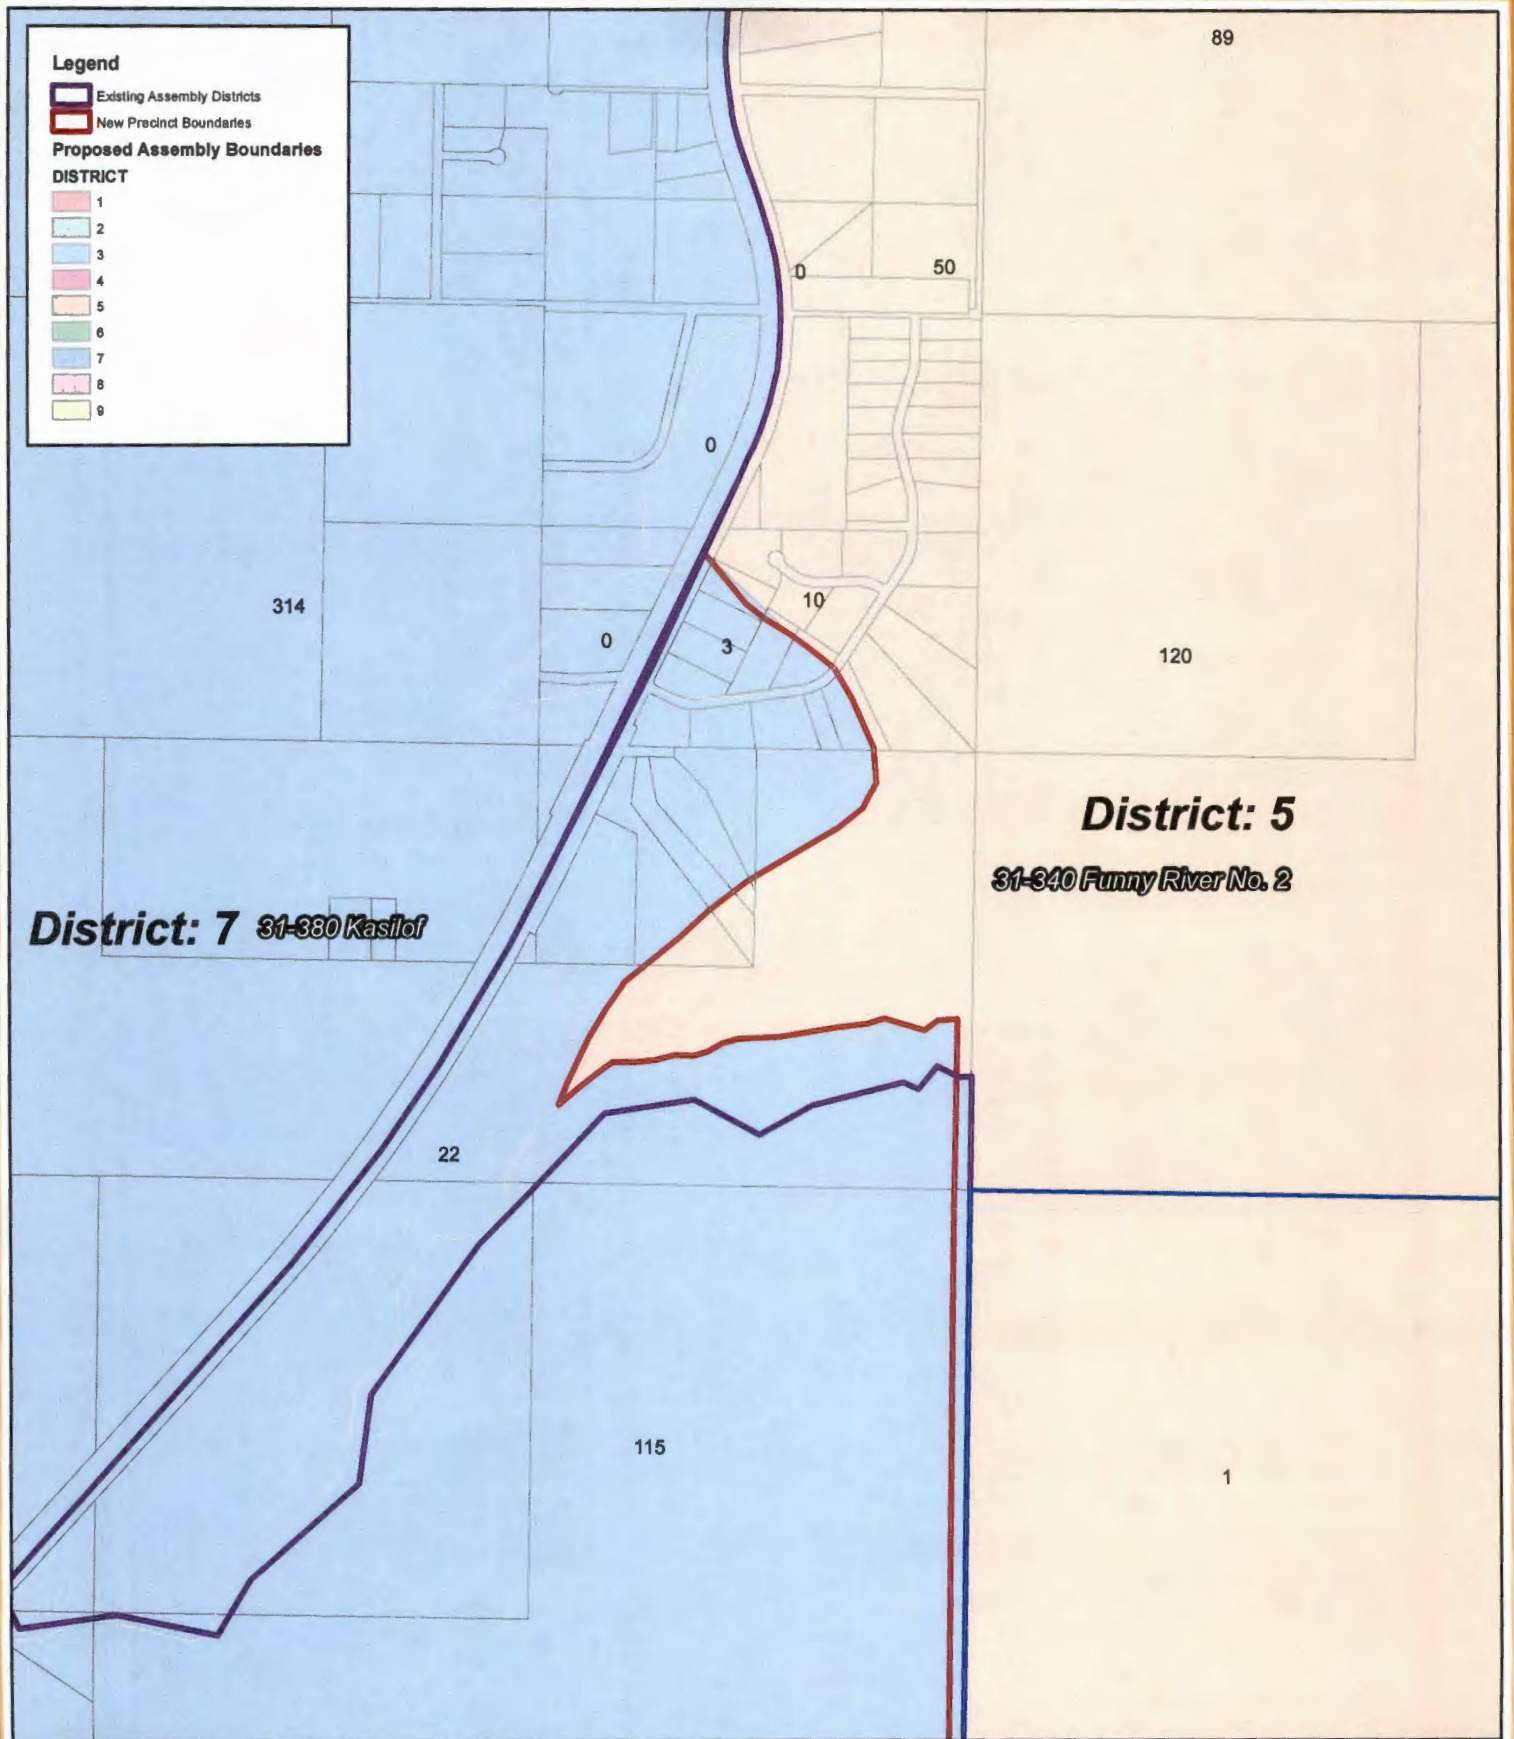 Legend
Existing Assembly Districts
New Precinct Boundaries
Proposed Assembly Boundaries
DISTRICT
1
2
3
4
5
6
7
8
9
89
0
50
0
314
0
3
10
120
District: 5
31-340 Funny River No. 2
District: 7 31-380 Kasilof
22
115
1